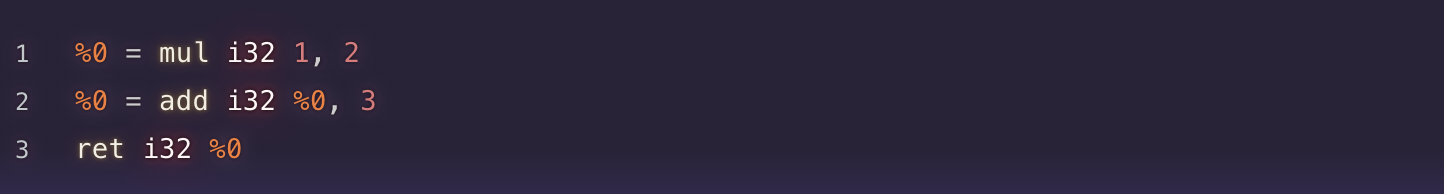 1 %0 = mul i32 1, 2
2 %0 = add i32 %0, 3
3 ret i32 %0